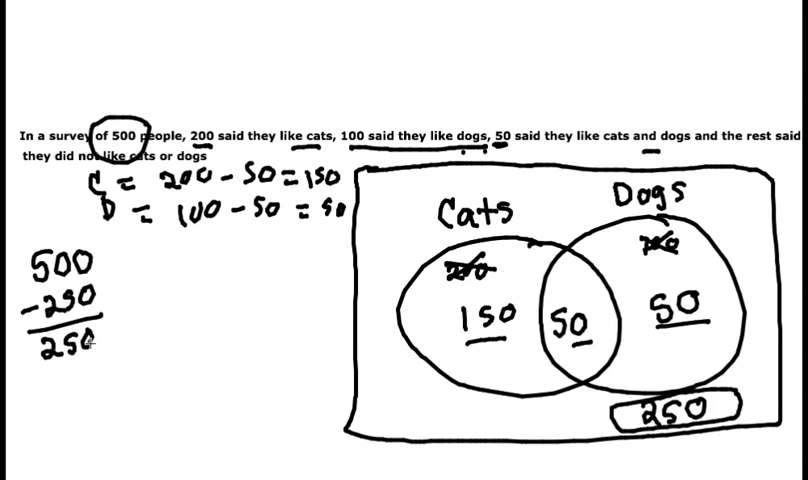 In a survey of 500 people, 200 said they like cats, 100 said they like dogs, 50 said they like cats and dogs and the rest said
they did not like cats or dogs
C = 200 - 50 = 150
D = 100 - 50 = 50
Cats
Dogs
200
150
50
50
250
500
- 250
250